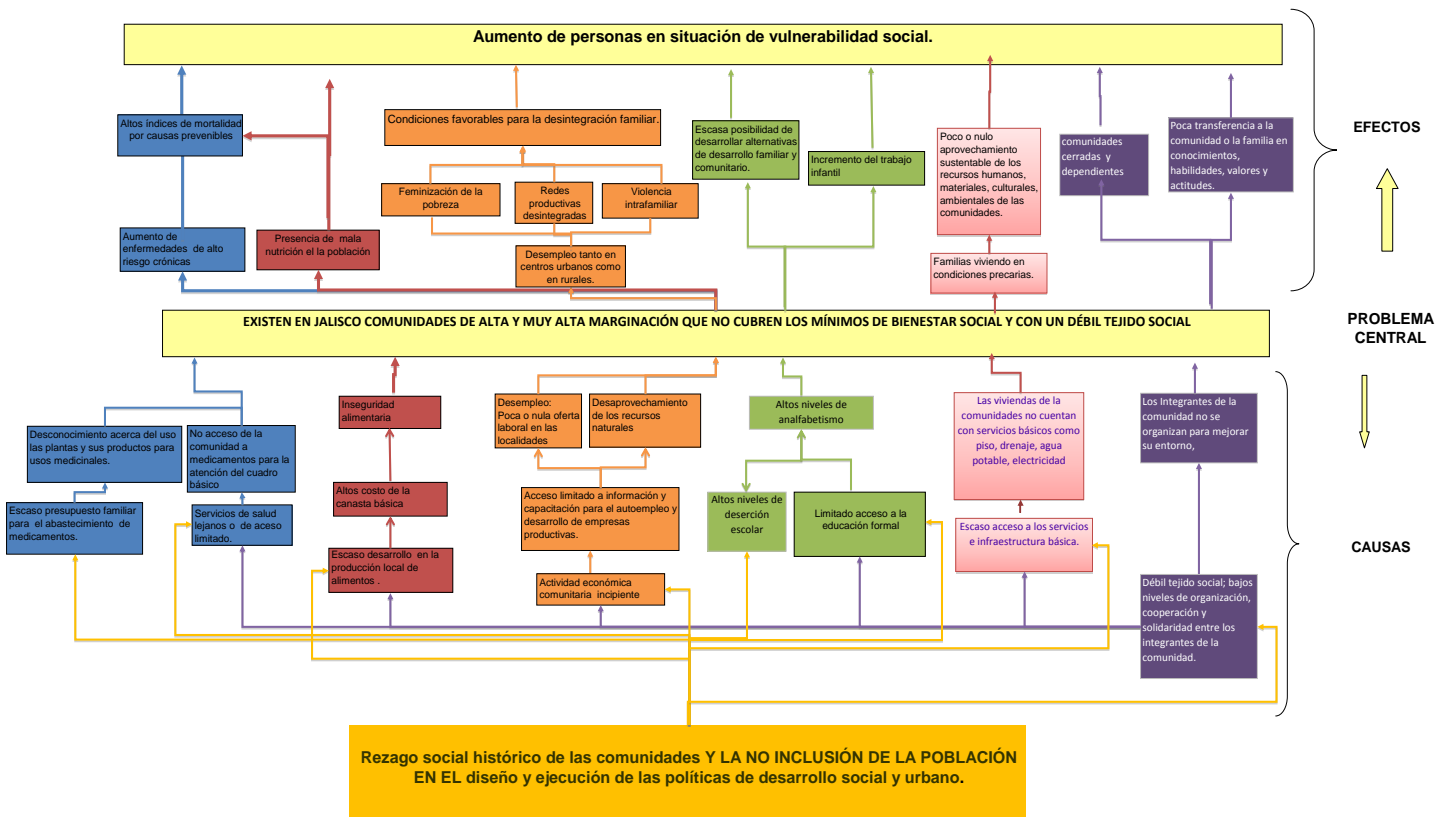 Aumento de personas en situación de vulnerabilidad social.
Altos índices de mortalidad
por causas prevenibles
Condiciones favorables para la desintegración familiar.
Escasa posibilidad de
desarrollar alternativas
de desarrollo familiar y
comunitario.
Incremento del trabajo
infantil
Poco o nulo
aprovechamiento
sustentable de los
recursos humanos,
materiales, culturales,
ambientales de las
comunidades.
comunidades
cerradas y
dependientes
Poca transferencia a la
comunidad o la familia en
conocimientos,
habilidades, valores y
actitudes.
EFECTOS
Feminización de la
pobreza
Redes
productivas
desintegradas
Violencia
intrafamiliar
Aumento de
enfermedades de alto
riesgo crónicas
Presencia de mala
nutrición el la población
Desempleo tanto en
centros urbanos como
en rurales.
Familias viviendo en
condiciones precarias.
EXISTEN EN JALISCO COMUNIDADES DE ALTA Y MUY ALTA MARGINACIÓN QUE NO CUBREN LOS MÍNIMOS DE BIENESTAR SOCIAL Y CON UN DÉBIL TEJIDO SOCIAL
PROBLEMA
CENTRAL
Desconocimiento acerca del uso
las plantas y sus productos para
usos medicinales.
No acceso de la
comunidad a
medicamentos para la
atención del cuadro
básico
Inseguridad
alimentaria
Desempleo:
Poca o nula oferta
laboral en las
localidades
Desaprovechamiento
de los recursos
naturales
Altos niveles de
analfabetismo
Las viviendas de la
comunidades no cuentan
con servicios básicos como
piso, drenaje, agua
potable, electricidad
Los Integrantes de la
comunidad no se
organizan para mejorar
su entorno,
Escaso presupuesto familiar
para el abastecimiento de
medicamentos.
Servicios de salud
lejanos o de aceso
limitado.
Altos costo de la
canasta básica
Acceso limitado a información y
capacitación para el autoempleo y
desarrollo de empresas
productivas.
Altos niveles de
deserción
escolar
Limitado acceso a la
educación formal
Escaso acceso a los servicios
e infraestructura básica.
CAUSAS
Escaso desarrollo en la
producción local de
alimentos .
Actividad económica
comunitaria incipiente
Débil tejido social; bajos
niveles de organización,
cooperación y
solidaridad entre los
integrantes de la
comunidad.
Rezago social histórico de las comunidades Y LA NO INCLUSIÓN DE LA POBLACIÓN
EN EL diseño y ejecución de las políticas de desarrollo social y urbano.